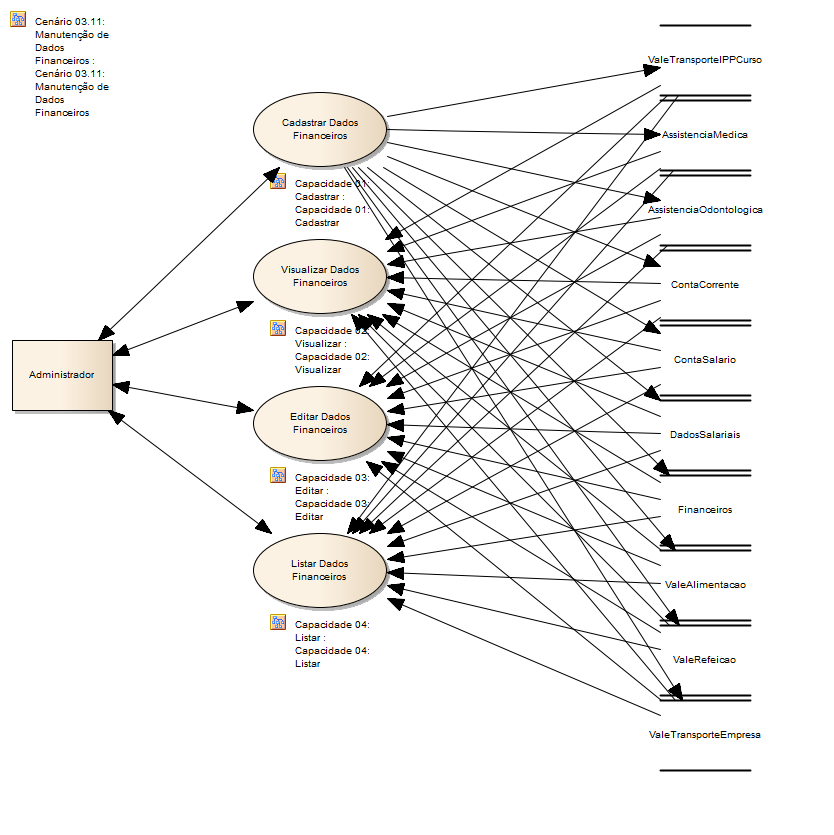 Cenário 03.11:
Manutenção de
Dados
Financeiros :
Cenário 03.11:
Manutenção de
Dados
Financeiros
Administrador
Cadastrar Dados
Financeiros
Capacidade 01:
Cadastrar :
Capacidade 01:
Cadastrar
Visualizar Dados
Financeiros
Capacidade 02:
Visualizar :
Capacidade 02:
Visualizar
Editar Dados
Financeiros
Capacidade 03:
Editar :
Capacidade 03:
Editar
Listar Dados
Financeiros
Capacidade 04:
Listar :
Capacidade 04:
Listar
ValeTransporteIPPCurso
AssistenciaMedica
AssistenciaOdontologica
ContaCorrente
ContaSalario
DadosSalariais
Financeiros
ValeAlimentacao
ValeRefeicao
ValeTransporteEmpresa